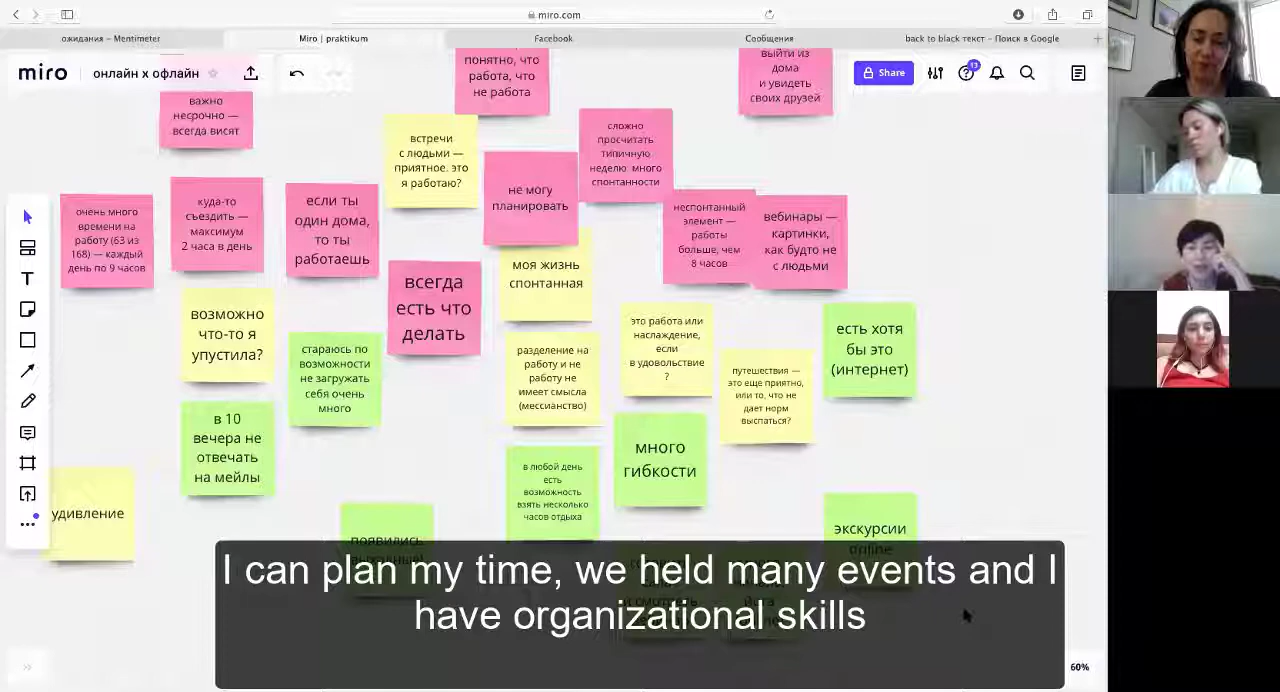 miro.com
ожидания – Mentimeter
Miro | praktikum
Facebook
Сообщения
back to black текст – Поиск в Google
miro
онлайн х офлайн
Share
13
понятно, что
работа, что
не работа
выйти из
дома
и увидеть
своих друзей
важно
несрочно —
всегда висят
встречи
с людьми —
приятное. это
я работаю?
сложно
просчитать
типичную
неделю: много
спонтанности
не могу
планировать
очень много
времени на
работу (63 из
168) — каждый
день по 9 часов
куда-то
съездить —
максимум
2 часа в день
если ты
один дома,
то ты
работаешь
неспонтанный
элемент —
работы
больше, чем
8 часов
вебинары —
картинки,
как будто не
с людьми
всегда
есть что
делать
моя жизнь
спонтанная
возможно
что-то я
упустила?
стараюсь по
возможности
не загружать
себя очень
много
разделение на
работу и не
работу не
имеет смысла
(мессианство)
это работа или
наслаждение,
если
в удовольствие
?
путешествия —
это еще приятно,
или то, что не
дает норм
выспаться?
есть хотя
бы это
(интернет)
в 10
вечера не
отвечать
на мейлы
много
гибкости
в любой день
есть
возможность
взять несколько
часов отдыха
удивление
появились
экскурсии
online
I can plan my time, we held many events and I
have organizational skills
60%